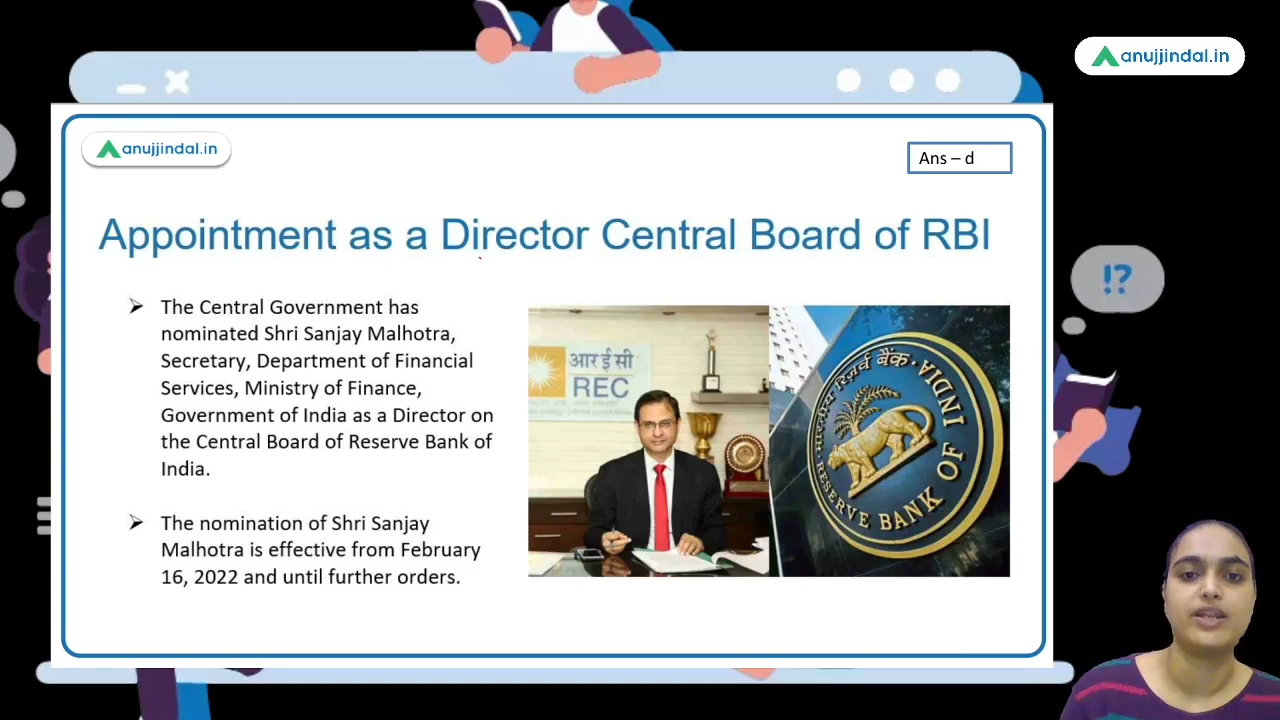 anujjindal.in
anujjindal.in
Ans – d
Appointment as a Director Central Board of RBI
The Central Government has
nominated Shri Sanjay Malhotra,
Secretary, Department of Financial
Services, Ministry of Finance,
Government of India as a Director on
the Central Board of Reserve Bank of
India.
The nomination of Shri Sanjay
Malhotra is effective from February
16, 2022 and until further orders.
आर ई सी
REC
भारतीय रिज़र्व बैंक
RESERVE BANK OF INDIA
!?